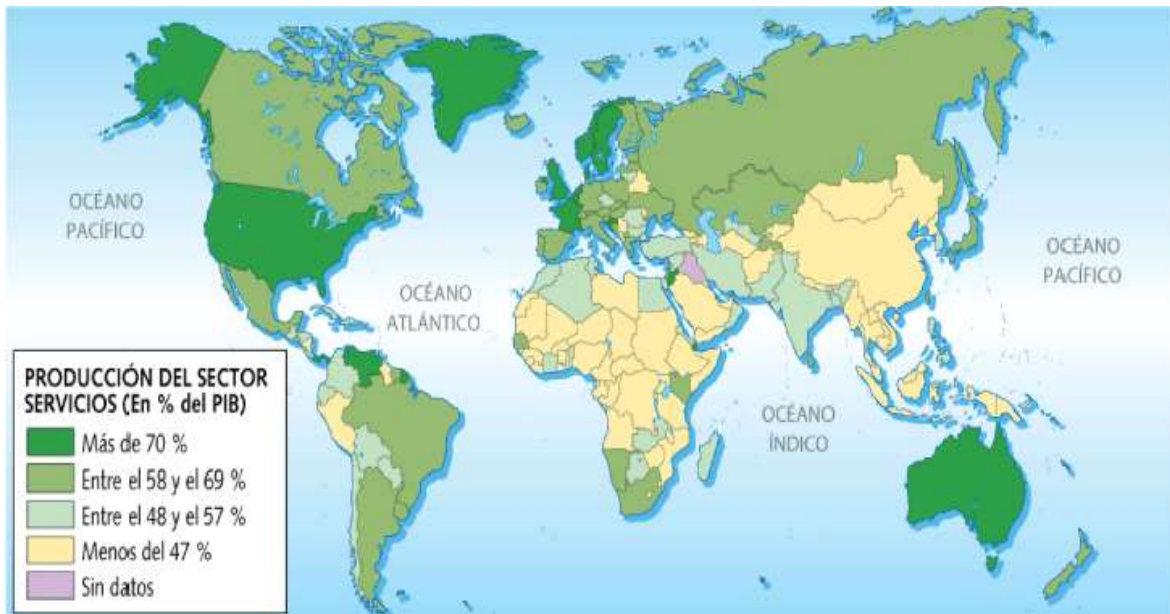 OCÉANO
PACÍFICO
OCÉANO
ATLÁNTICO
OCÉANO
PACÍFICO
OCÉANO
ÍNDICO
PRODUCCIÓN DEL SECTOR
SERVICIOS (En % del PIB)
Más de 70 %
Entre el 58 y el 69 %
Entre el 48 y el 57 %
Menos del 47 %
Sin datos